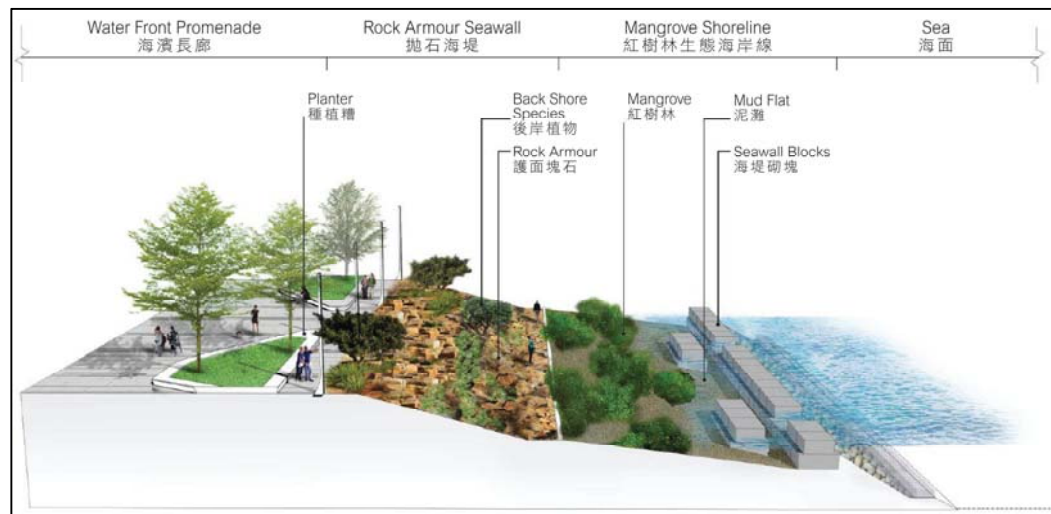 Water Front Promenade
海濱長廊
Rock Armour Seawall
拋石海堤
Mangrove Shoreline
紅樹林生態海岸線
Sea
海面
Planter
種植糟
Back Shore
Species
後岸植物
Rock Armour
護面塊石
Mangrove
紅樹林
Mud Flat
泥灘
Seawall Blocks
海堤砌塊